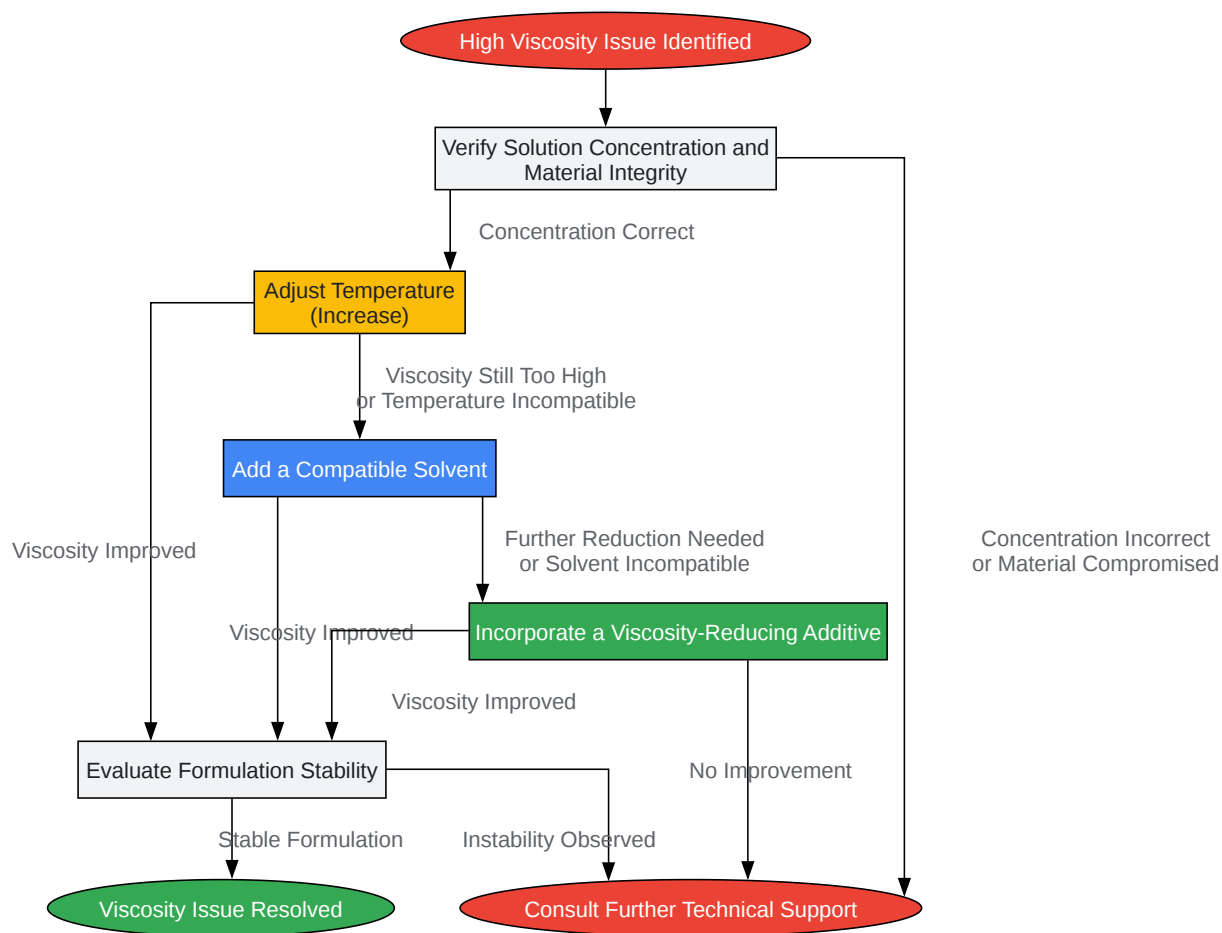 High Viscosity Issue Identified
Verify Solution Concentration and
Material Integrity
Concentration Correct
Adjust Temperature
(Increase)
Viscosity Still Too High
or Temperature Incompatible
Add a Compatible Solvent
Viscosity Improved
Further Reduction Needed
or Solvent Incompatible
Concentration Incorrect
or Material Compromised
Viscosity Improved
Incorporate a Viscosity-Reducing Additive
Viscosity Improved
Evaluate Formulation Stability
No Improvement
Stable Formulation
Instability Observed
Viscosity Issue Resolved
Consult Further Technical Support